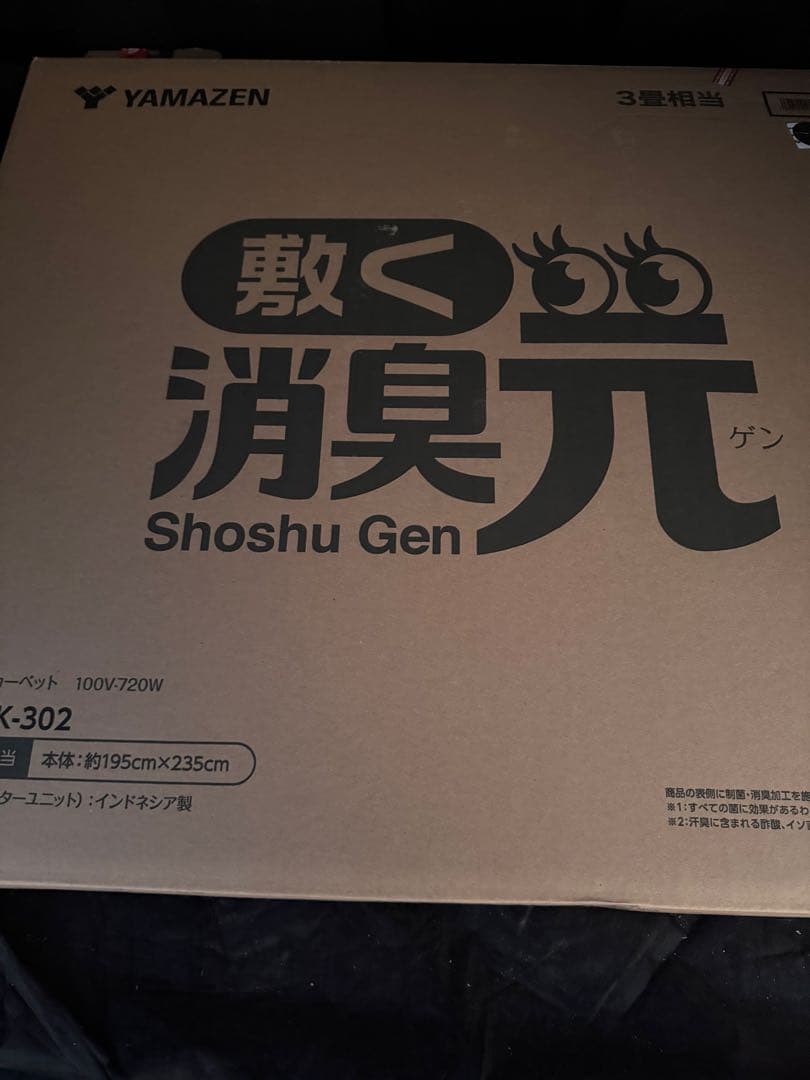 YAMAZEN
3畳相当
敷く
消臭元
ゲン
Shoshu Gen
カーペット 100V-720W
K-302
当 本体:約195cm×235cm
ターユニット):インドネシア製
商品の表側に制菌・消臭加工を施
※1:すべての菌に効果があるわ
※2:汗臭に含まれる酢酸、イソ吉